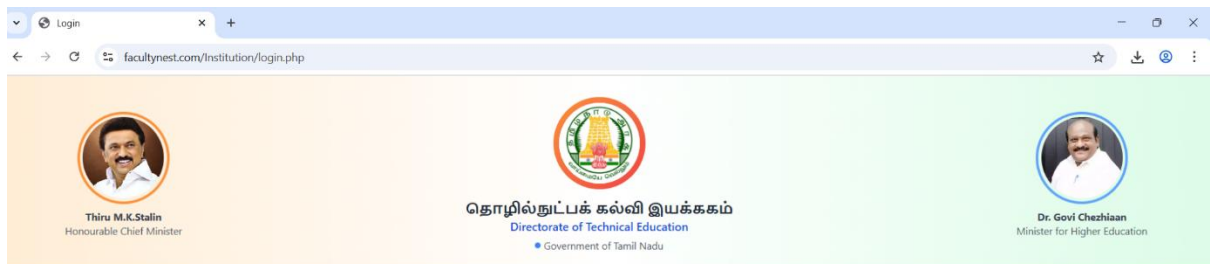 Login
facultynest.com/Institution/login.php
தொழில்நுட்பக் கல்வி இயக்ககம்
Thiru M.K.Stalin
Directorate of Technical Education
Dr. Govi Chezhiaan
Honourable Chief Minister
Minister for Higher Education
Government of Tamil Nadu